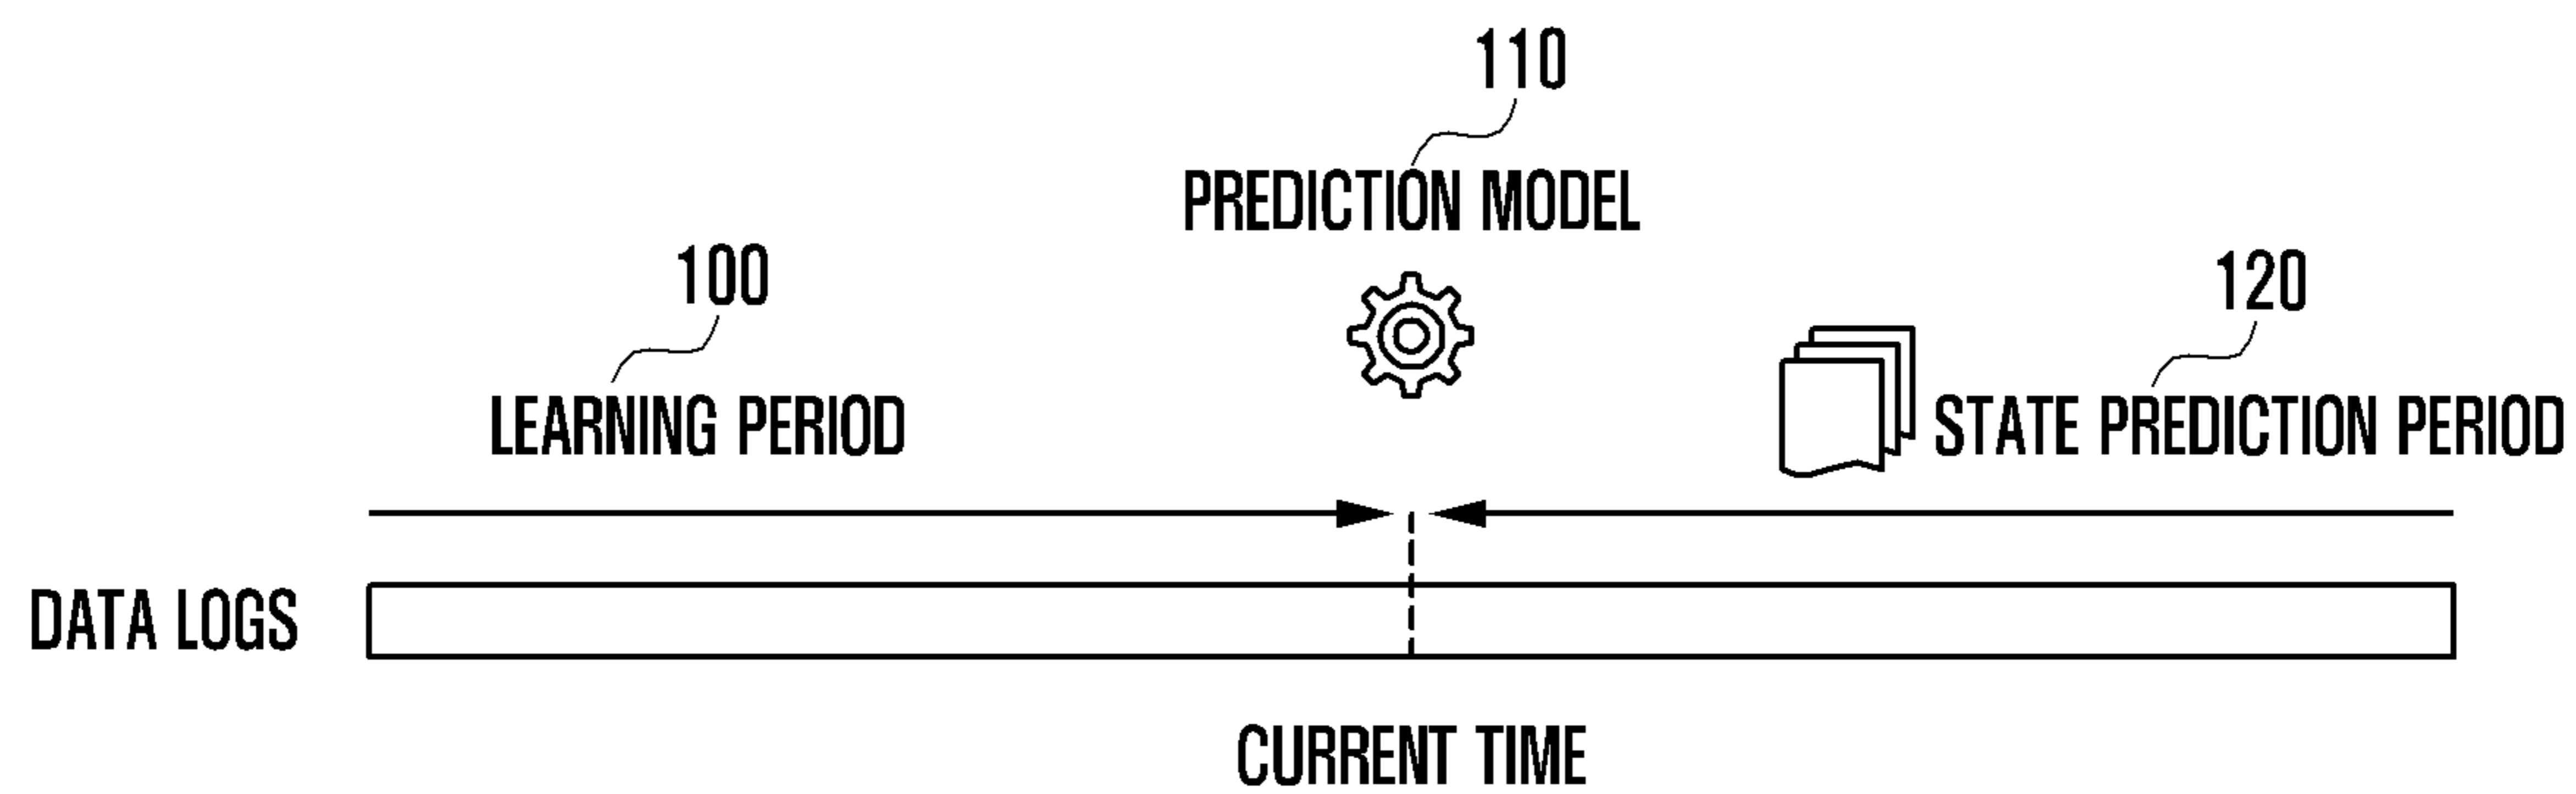 110
PREDICTION MODEL
100
120
LEARNING PERIOD
STATE PREDICTION PERIOD
DATA LOGS
CURRENT TIME